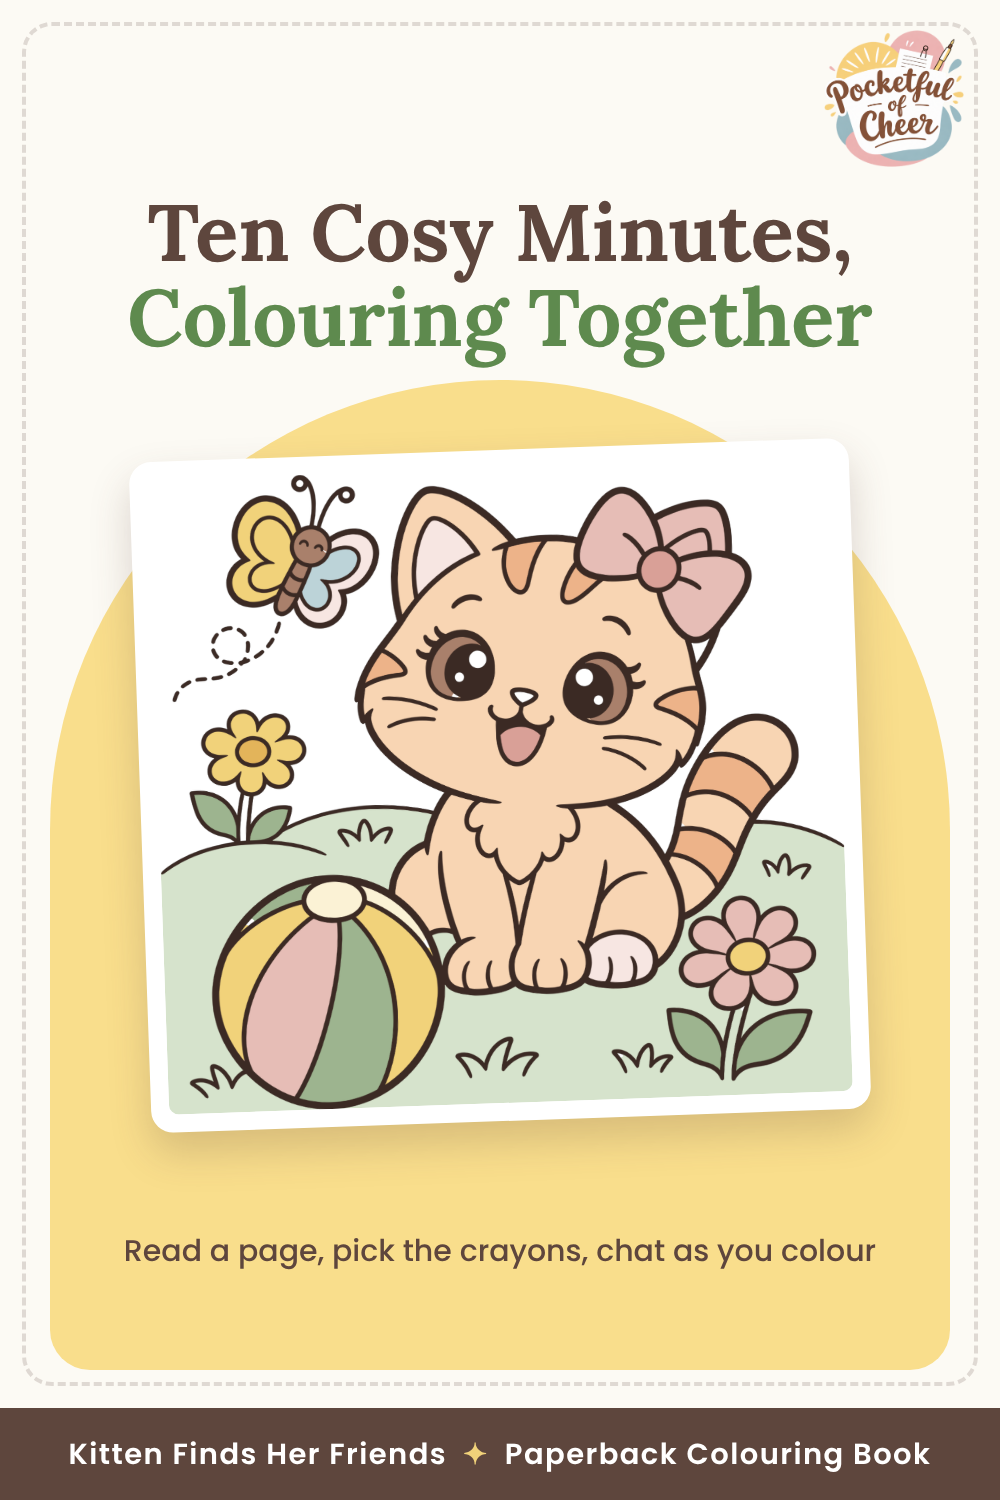 Pocketful
of
Cheer
Ten Cosy Minutes,
Colouring Together
Read a page, pick the crayons, chat as you colour
Kitten Finds Her Friends ✦ Paperback Colouring Book